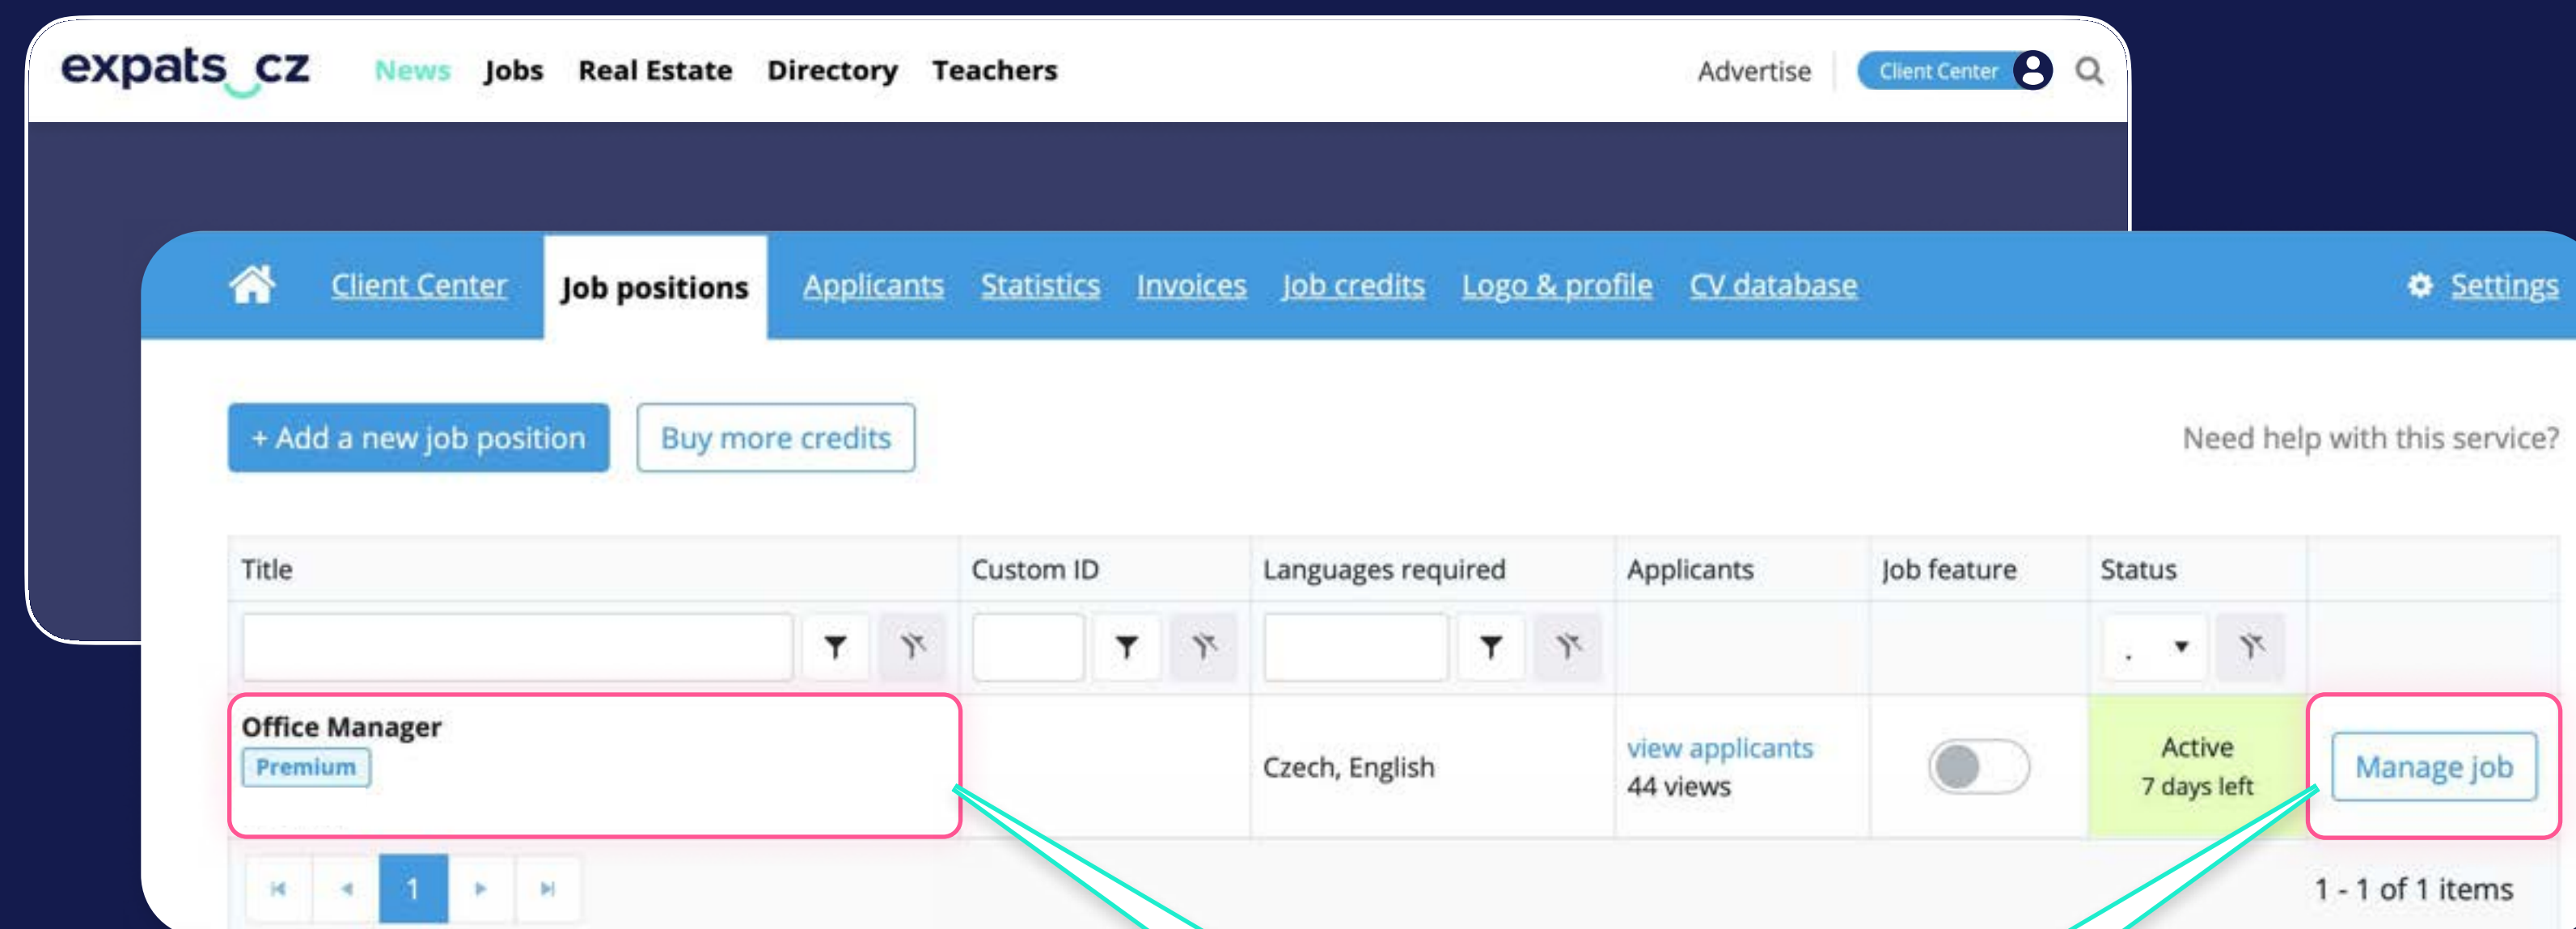 expats_cz News Jobs Real Estate Directory Teachers Advertise Client Center
Client Center Job positions Applicants Statistics Invoices Job credits Logo & profile CV database Settings
+ Add a new job position Buy more credits Need help with this service?
Title Custom ID Languages required Applicants Job feature Status
.
Office Manager
Premium
Czech, English
view applicants
44 views
Active
7 days left
Manage job
1
1 - 1 of 1 items